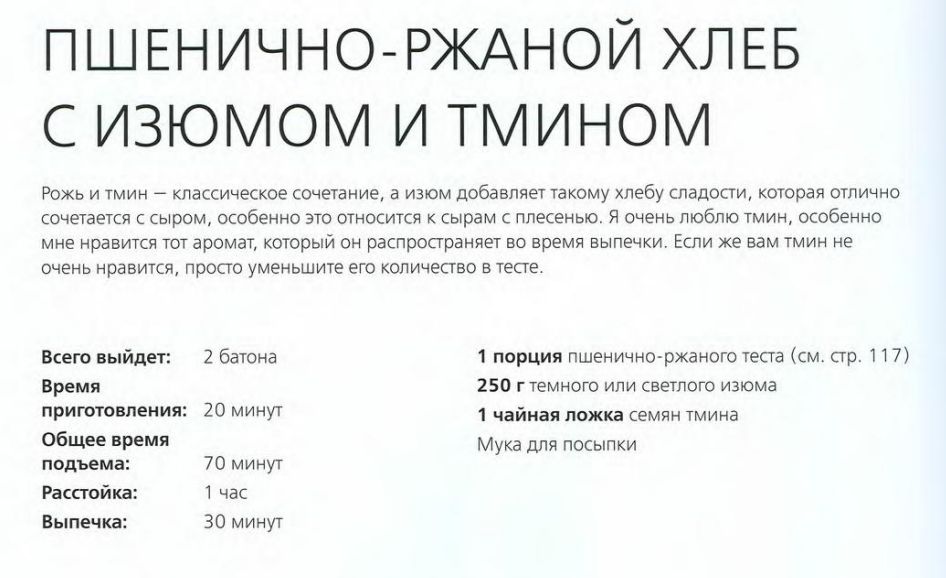 ПШЕНИЧНО-РЖАНОЙ ХЛЕБ
С ИЗЮМОМ И ТМИНОМ
Рожь и тмин — классическое сочетание, а изюм добавляет такому хлебу сладости, которая отлично
сочетается с сыром, особенно это относится к сырам с плесенью. Я очень люблю тмин, особенно
мне нравится тот аромат, который он распространяет во время выпечки. Если же вам тмин не
очень нравится, просто уменьшите его количество в тесте.
Всего выйдет: 2 батона
Время
приготовления: 20 минут
Общее время
подъема: 70 минут
Расстойка: 1 час
Выпечка: 30 минут
1 порция пшенично-ржаного теста (см. стр. 117)
250 г темного или светлого изюма
1 чайная ложка семян тмина
Мука для посыпки